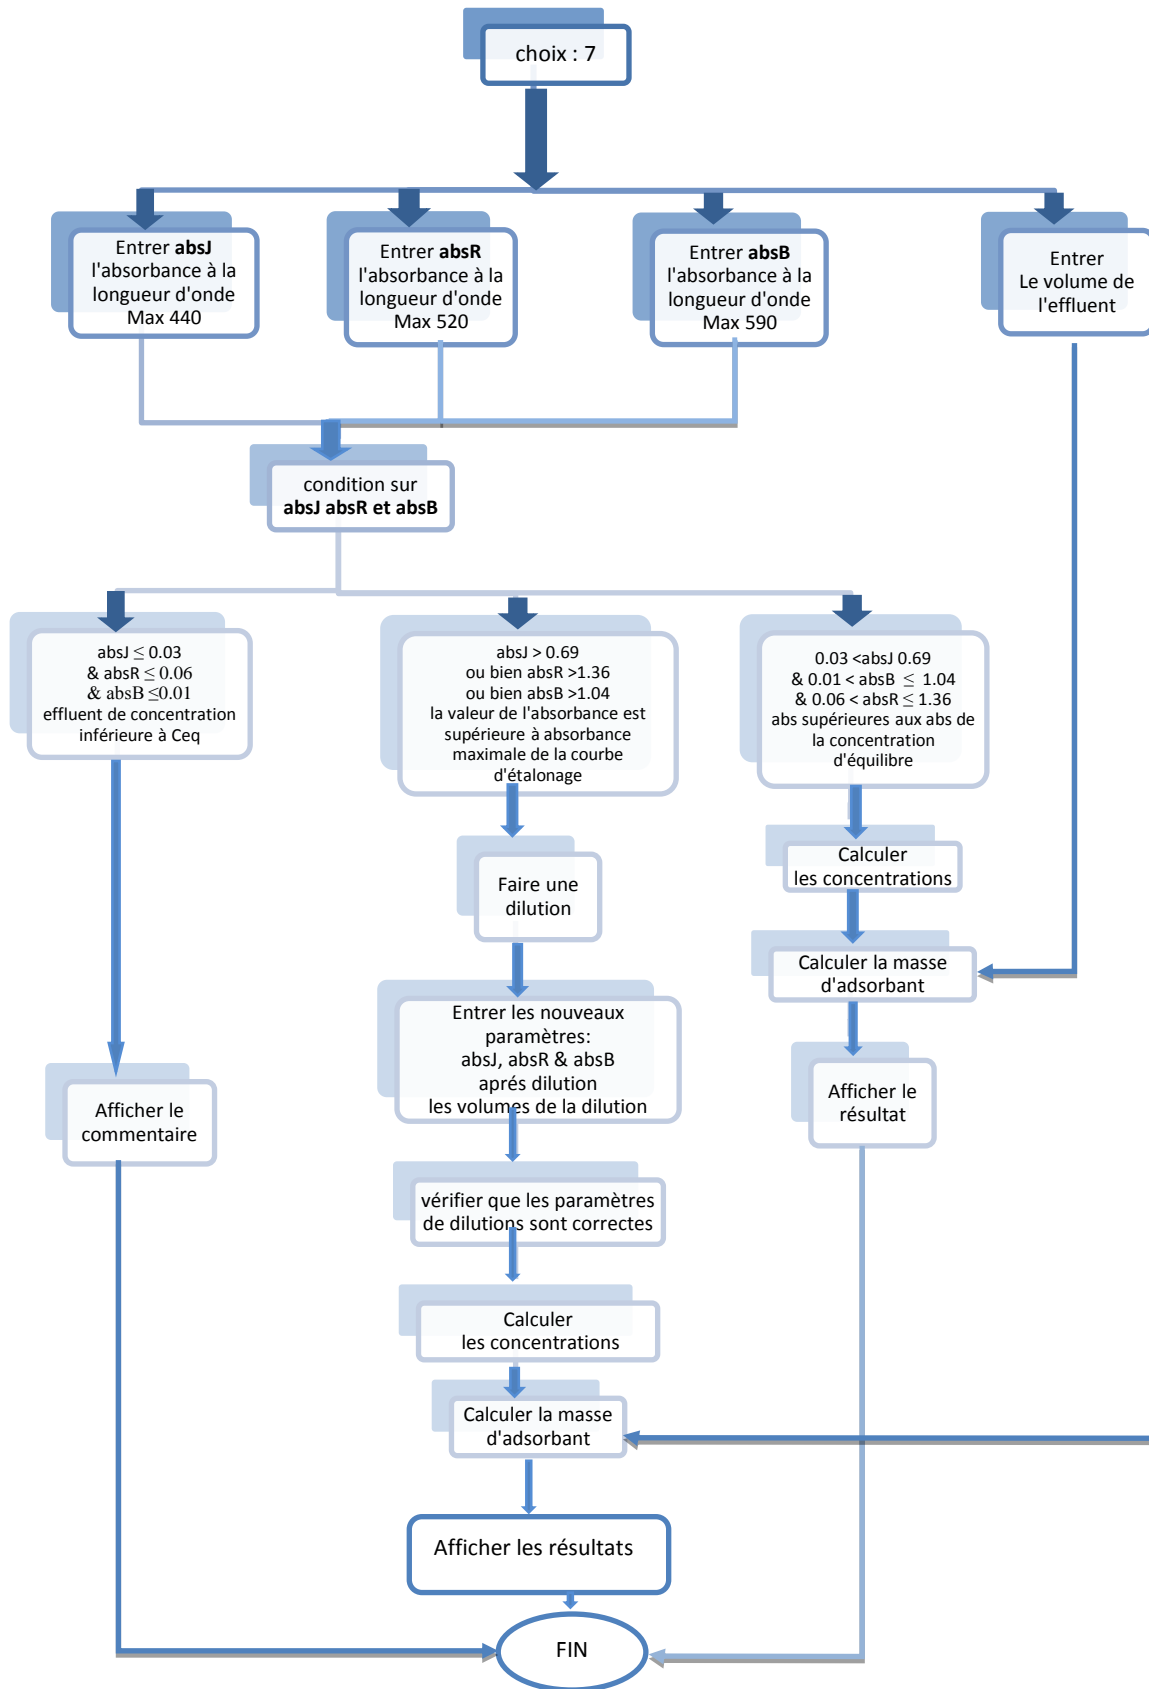 choix : 7
Entrer absJ
l'absorbance à la
longueur d'onde
Max 440
Entrer absR
l'absorbance à la
longueur d'onde
Max 520
Entrer absB
l'absorbance à la
longueur d'onde
Max 590
Entrer
Le volume de
l'effluent
condition sur
absJ absR et absB
absJ ≤ 0.03
& absR ≤ 0.06
& absB ≤0.01
effluent de concentration
inférieure à Ceq
absJ > 0.69
ou bien absR >1.36
ou bien absB >1.04
la valeur de l'absorbance est
supérieure à absorbance
maximale de la courbe
d'étalonage
0.03 <absJ 0.69
& 0.01 < absB ≤ 1.04
& 0.06 < absR ≤ 1.36
abs supérieures aux abs de
la concentration
d'équilibre
Calculer
les concentrations
Faire une
dilution
Calculer la masse
d'adsorbant
Entrer les nouveaux
paramètres:
absJ, absR & absB
aprés dilution
les volumes de la dilution
Afficher le
commentaire
Afficher le
résultat
vérifier que les paramètres
de dilutions sont correctes
Calculer
les concentrations
Calculer la masse
d'adsorbant
Afficher les résultats
FIN